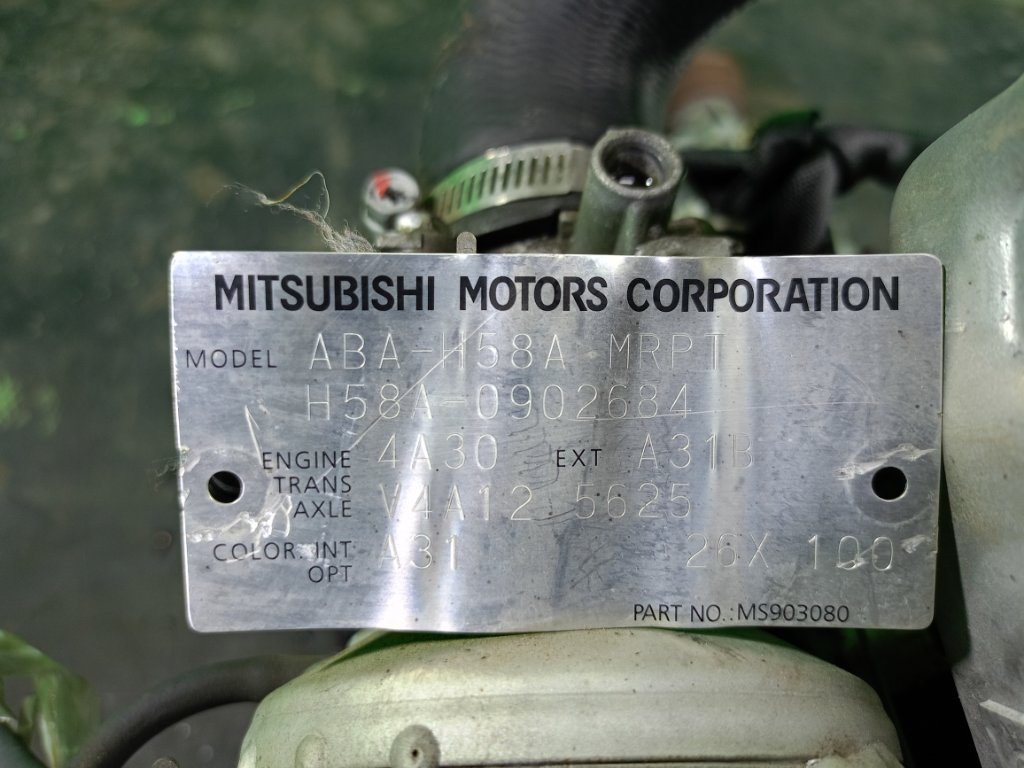 MITSUBISHI MOTORS CORPORATION
MODEL ABA-H58A MRPT
H58A-0902684
ENGINE 4A30 EXT A31B
TRANS
AXLE V4A12 5625
COLOR. INT A31 26X 100
OPT
PART NO.: MS903080